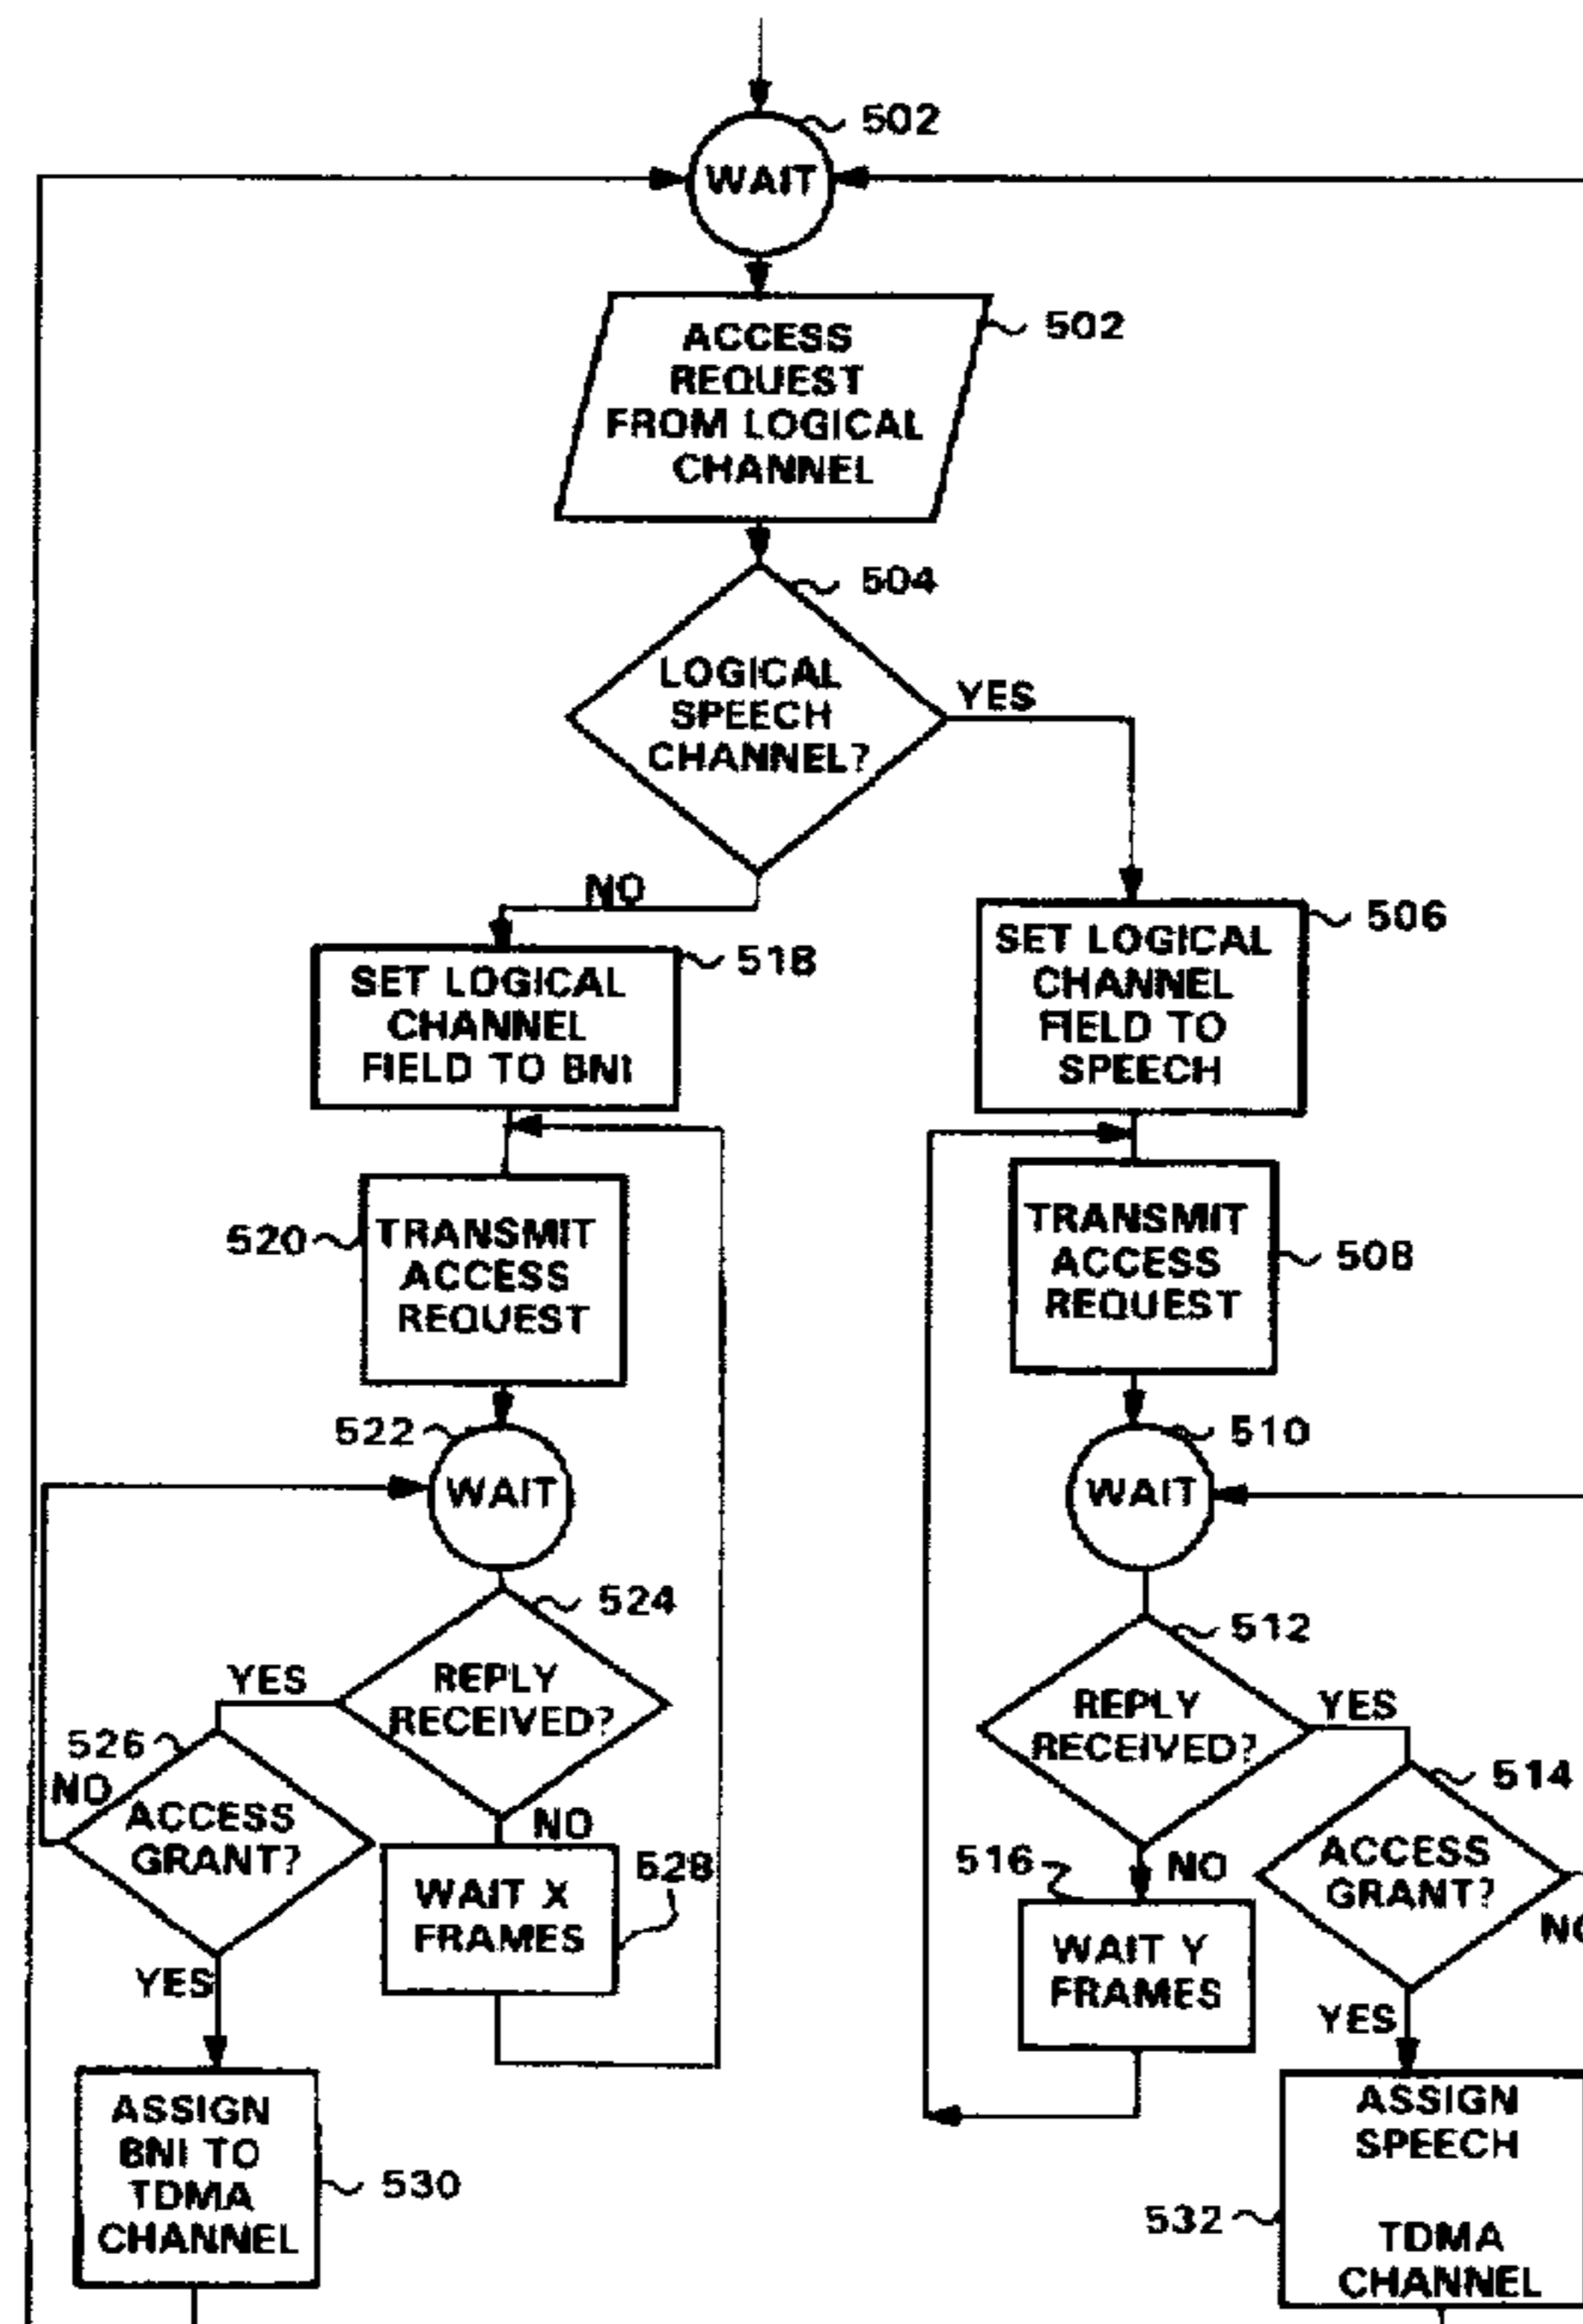 502
WAIT
502
ACCESS
REQUEST
FROM LOGICAL
CHANNEL
504
LOGICAL
SPEECH
CHANNEL?
YES
NO
506
SET LOGICAL
CHANNEL
FIELD TO
SPEECH
518
SET LOGICAL
CHANNEL
FIELD TO BNI
520
TRANSMIT
ACCESS
REQUEST
TRANSMIT
ACCESS
REQUEST
508
522
WAIT
510
WAIT
524
REPLY
RECEIVED?
YES
512
REPLY
RECEIVED?
YES
526
NO
ACCESS
GRANT?
NO
528
WAIT X
FRAMES
514
ACCESS
GRANT?
NO
516
NO
WAIT Y
FRAMES
YES
YES
ASSIGN
BNI TO
TDMA
CHANNEL
530
ASSIGN
SPEECH
TDMA
CHANNEL
532